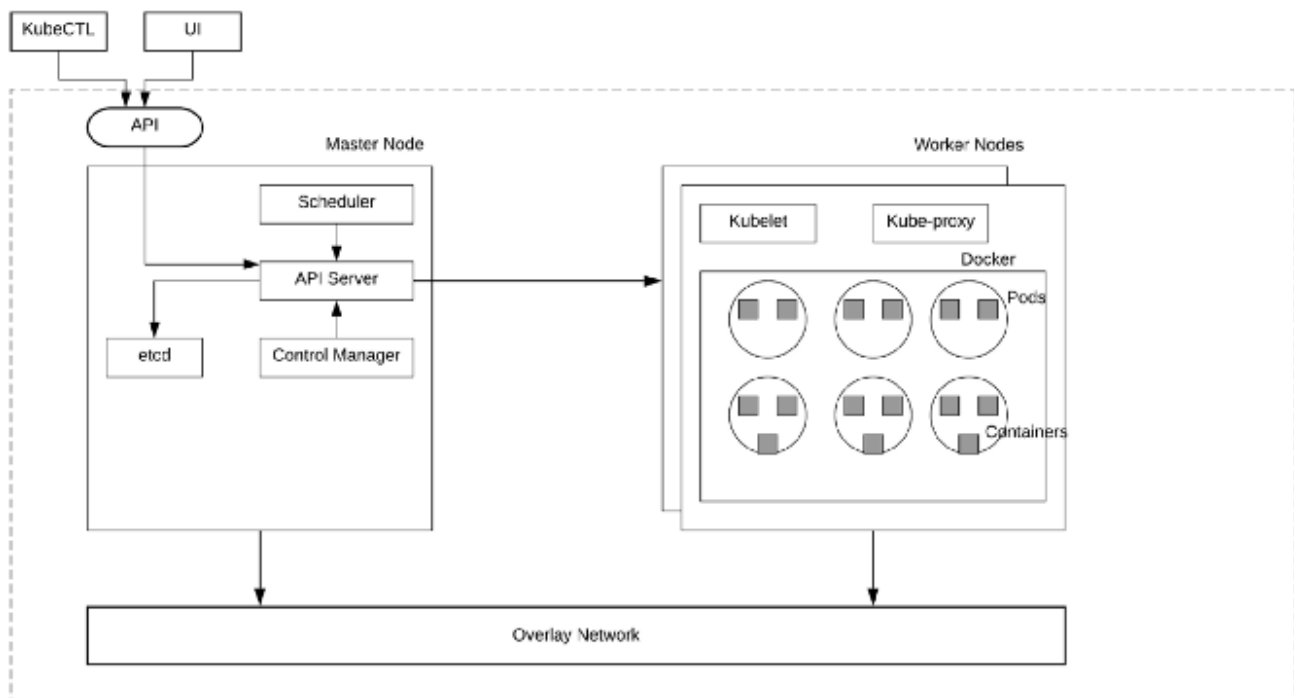 KubeCTL
UI
API
Master Node
Worker Nodes
Scheduler
Kubelet
Kube-proxy
Docker
API Server
Pods
etcd
Control Manager
Containers
Overlay Network